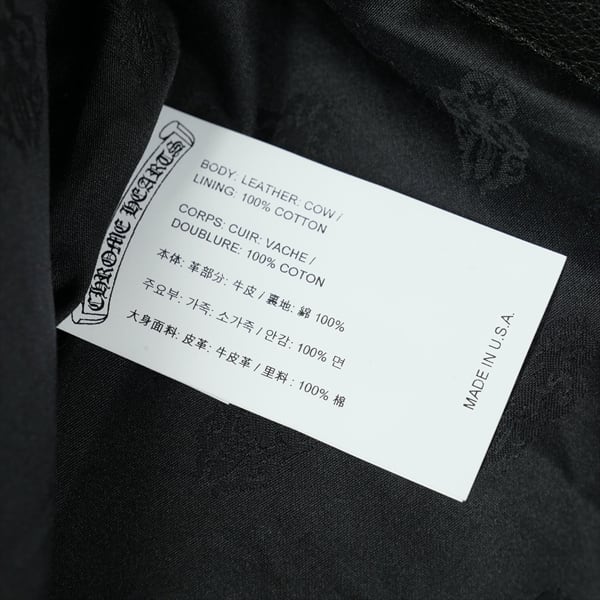 CHROME HEARTS
BODY: LEATHER: COW /
LINING: 100% COTTON
CORPS: CUIR: VACHE /
DOUBLURE: 100% COTON
本体: 革部分: 牛皮 / 裏地: 綿 100%
주요부: 가죽, 소가죽 / 안감: 100% 면
大身面料: 皮革: 牛皮革 / 里料: 100% 棉
MADE IN U.S.A.